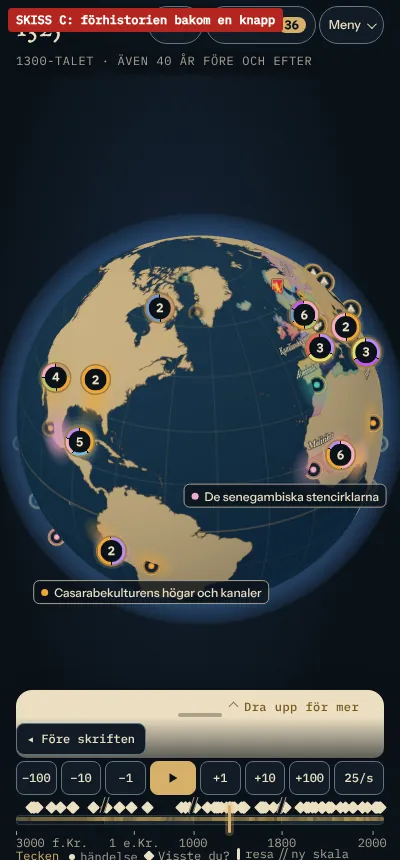 SKISS C: förhistorien bakom en knapp
36
Meny
1300-TALET · ÄVEN 40 ÅR FÖRE OCH EFTER
2
6
2
3
3
4
2
5
6
De senegambiska stencirklarna
2
Casarabekulturens högar och kanaler
Dra upp för mer
◂ Före skriften
−100
−10
−1
▶
+1
+10
+100
25/s
3000 f.Kr.
1 e.Kr.
1000
1800
2000
Tecken
händelse
Visste du?
resa
ny skala